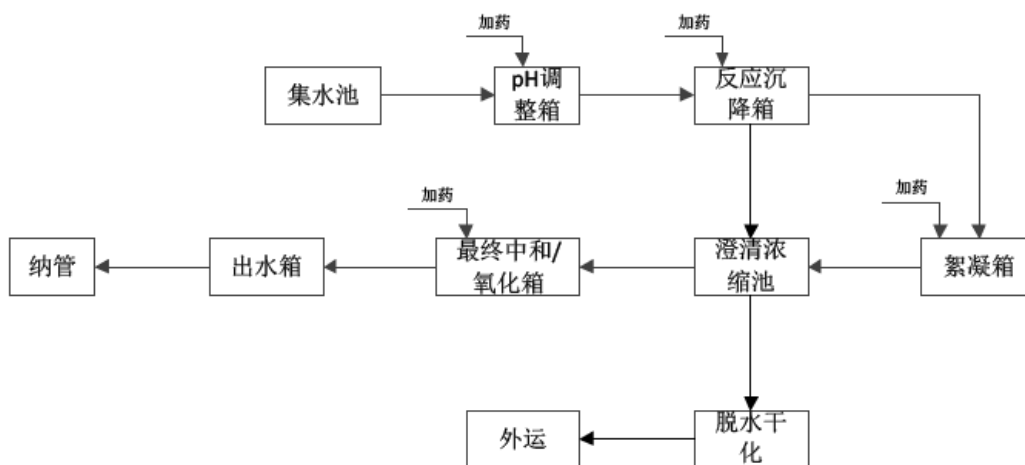 加药
加药
集水池
pH调
整箱
反应沉
降箱
加药
加药
纳管
出水箱
最终中和/
氧化箱
澄清浓
缩池
絮凝箱
外运
脱水干
化